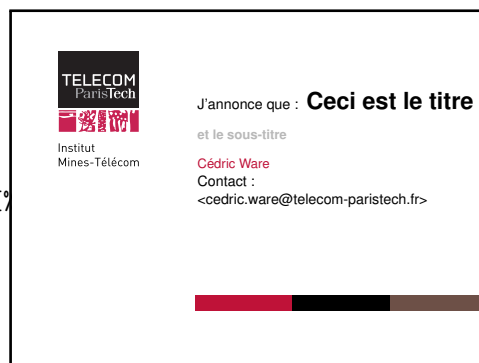 TELECOM
ParisTech
Institut
Mines-Télécom
J'annonce que : Ceci est le titre
et le sous-titre
Cédric Ware
Contact :
<cedric.ware@telecom-paristech.fr>